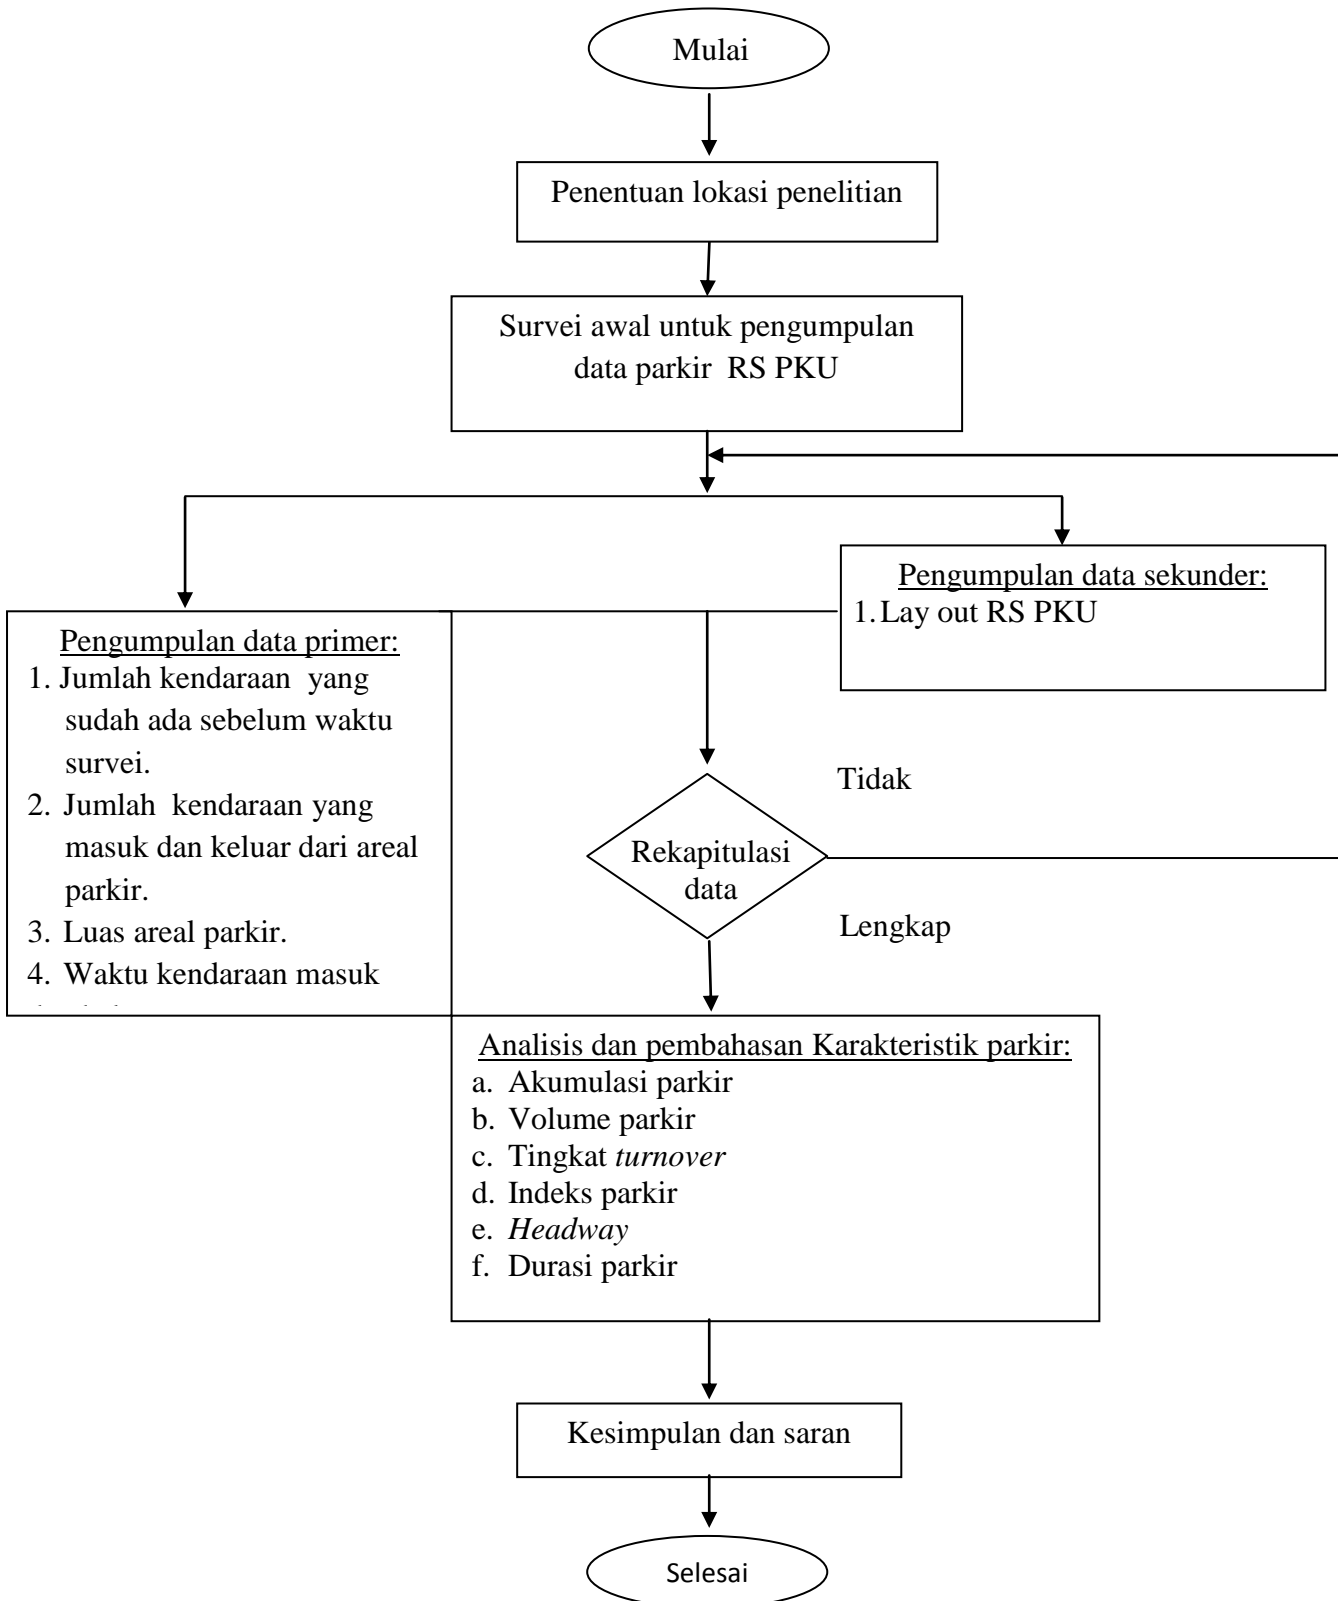 Mulai
Penentuan lokasi penelitian
Survei awal untuk pengumpulan
data parkir RS PKU
Pengumpulan data sekunder:
1. Lay out RS PKU
Pengumpulan data primer:
1. Jumlah kendaraan yang
sudah ada sebelum waktu
survei.
2. Jumlah kendaraan yang
masuk dan keluar dari areal
parkir.
3. Luas areal parkir.
4. Waktu kendaraan masuk
Tidak
Rekapitulasi
data
Lengkap
Analisis dan pembahasan Karakteristik parkir:
a. Akumulasi parkir
b. Volume parkir
c. Tingkat turnover
d. Indeks parkir
e. Headway
f. Durasi parkir
Kesimpulan dan saran
Selesai